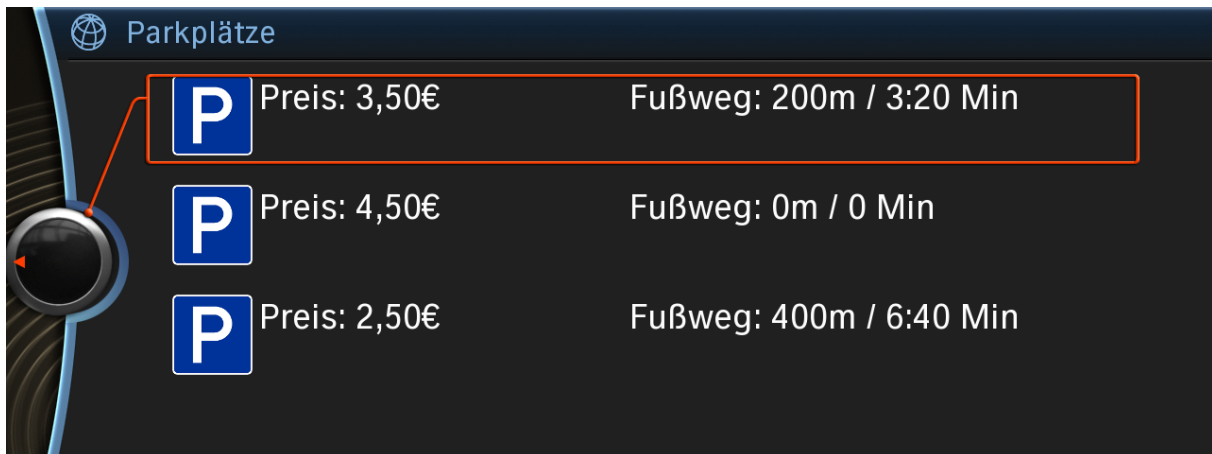 Parkplätze
P Preis: 3,50€ Fußweg: 200m / 3:20 Min
P Preis: 4,50€ Fußweg: 0m / 0 Min
P Preis: 2,50€ Fußweg: 400m / 6:40 Min